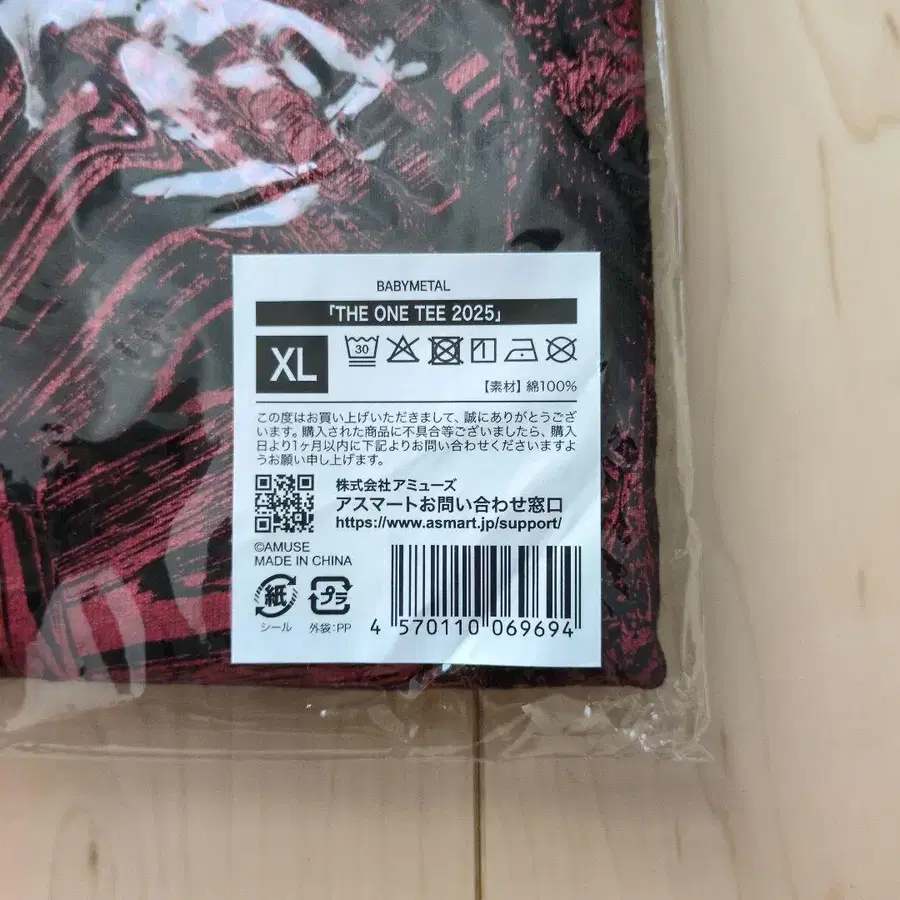 BABYMETAL
「THE ONE TEE 2025」
XL
30
【素材】綿100%
この度はお買い上げいただきまして、誠にありがとうござ
います。購入された商品に不具合等ございましたら、購入
日より1ヶ月以内に下記よりお問い合わせくださいますよ
うお願い申し上げます。
株式会社アミューズ
アスマートお問い合わせ窓口
https://www.asmart.jp/support/
©AMUSE
MADE IN CHINA
紙
プラ
シール
外袋:PP
4 570110 069694